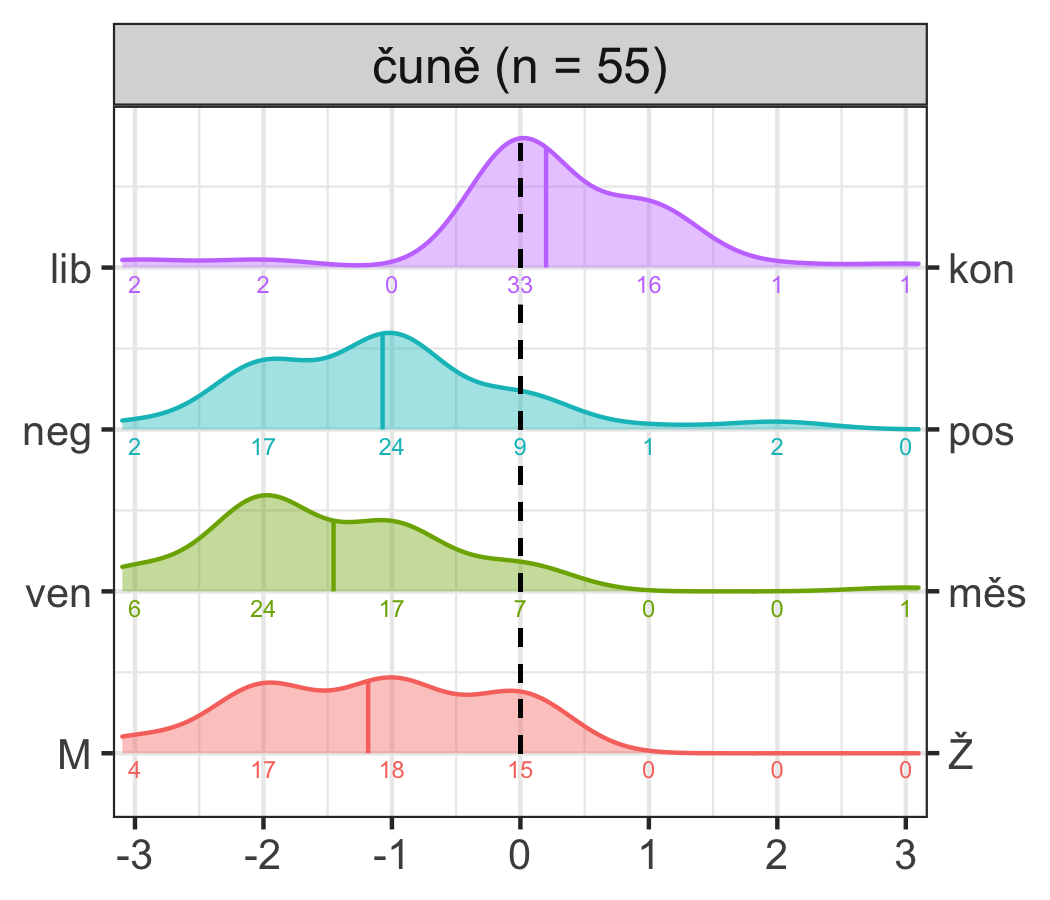 čuně (n = 55)
lib kon
2 2 0 33 16 1 1
neg pos
2 17 24 9 1 2 0
ven měs
6 24 17 7 0 0 1
M Ž
4 17 18 15 0 0 0
-3 -2 -1 0 1 2 3